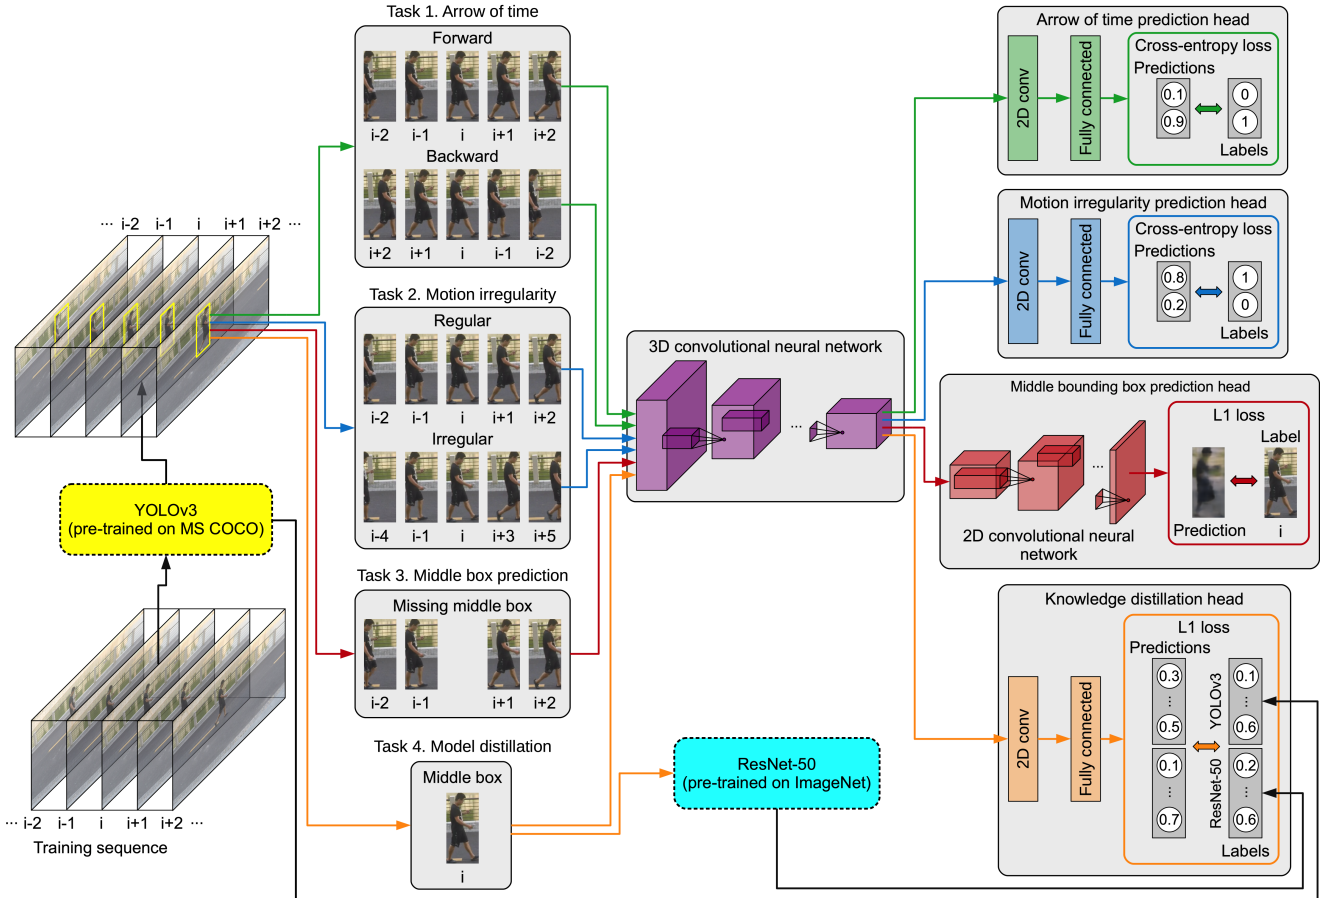 Task 1. Arrow of time
Forward
i-2 i-1 i i+1 i+2
Backward
i+2 i+1 i i-1 i-2
... i-2 i-1 i i+1 i+2 ...
Task 2. Motion irregularity
Regular
i-2 i-1 i i+1 i+2
Irregular
i-4 i-1 i i+3 i+5
YOLOv3
(pre-trained on MS COCO)
Task 3. Middle box prediction
Missing middle box
i-2 i-1 i+1 i+2
Task 4. Model distillation
Middle box
i
... i-2 i-1 i i+1 i+2 ...
Training sequence
3D convolutional neural network
...
ResNet-50
(pre-trained on ImageNet)
Arrow of time prediction head
2D conv
Fully connected
Cross-entropy loss
Predictions
0.1 0
0.9 1
Labels
Motion irregularity prediction head
2D conv
Fully connected
Cross-entropy loss
Predictions
0.8 1
0.2 0
Labels
Middle bounding box prediction head
...
2D convolutional neural
network
L1 loss
Label
Prediction i
Knowledge distillation head
2D conv
Fully connected
L1 loss
Predictions
0.3 0.1
... ...
0.5 0.6
YOLOv3
0.1 0.2
... ...
0.7 0.6
ResNet-50
Labels